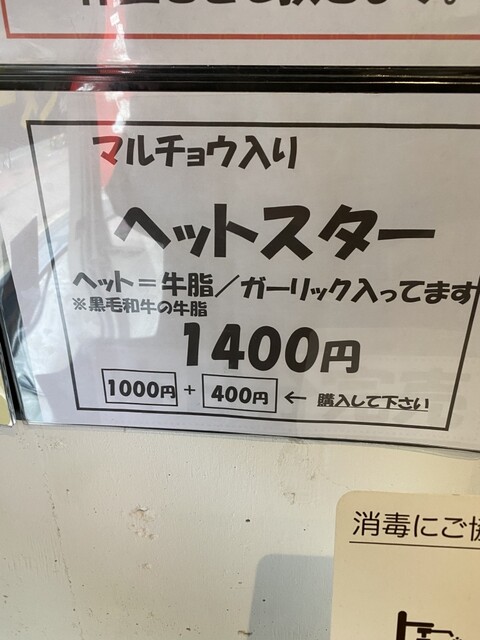 マルチョウ入り
ヘットスター
ヘット＝牛脂／ガーリック入ってます
※黒毛和牛の牛脂
1400円
1000円 + 400円 ← 購入して下さい
消毒にご協